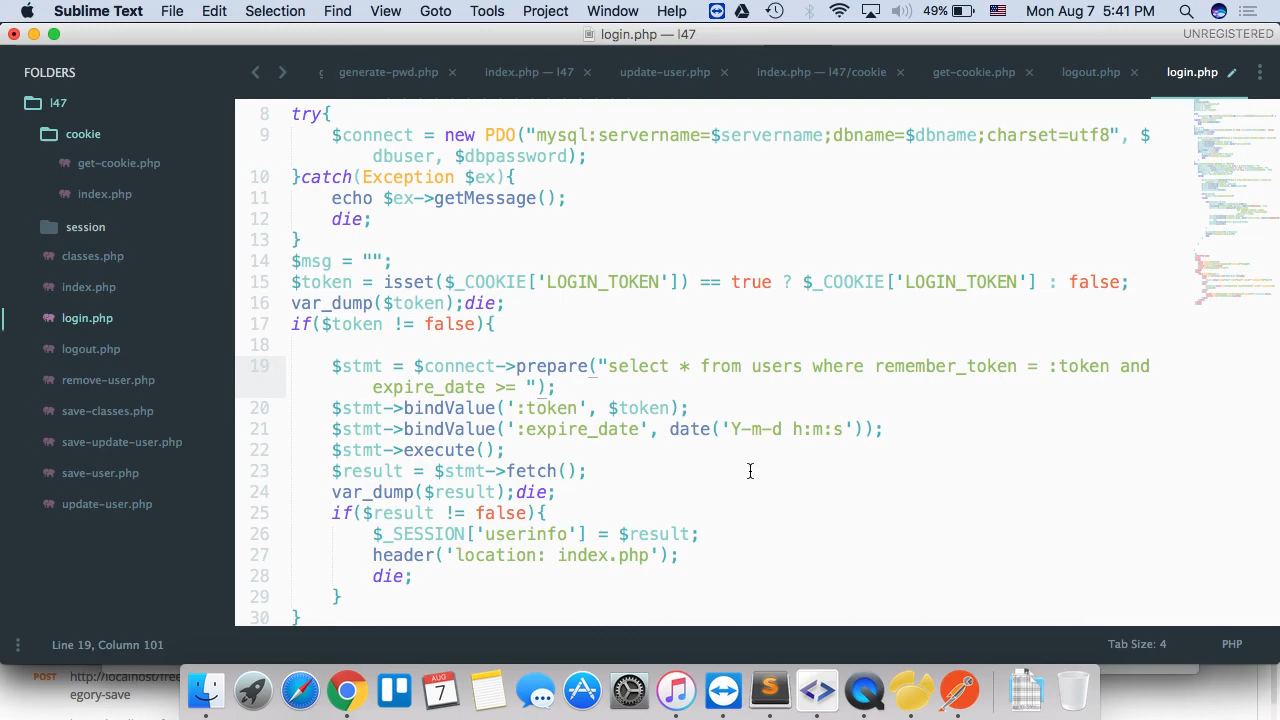 Sublime Text File Edit Selection Find View Goto Tools Project Window Help 49% Mon Aug 7 5:41 PM
login.php — l47 UNREGISTERED
FOLDERS
l47
cookie
get-cookie.php
index.php
session
classes.php
index.php
login.php
logout.php
remove-user.php
save-classes.php
save-update-user.php
save-user.php
update-user.php
generate-pwd.php × index.php — l47 × update-user.php × index.php — l47/cookie × get-cookie.php × logout.php × login.php
8 try{
9 $connect = new PDO("mysql:servername=$servername;dbname=$dbname;charset=utf8", $
dbuser, $dbpassword);
10 }catch(Exception $ex){
11 echo $ex->getMessage();
12 die;
13 }
14 $msg = "";
15 $token = isset($_COOKIE['LOGIN_TOKEN']) == true ? $_COOKIE['LOGIN_TOKEN'] : false;
16 var_dump($token);die;
17 if($token != false){
18
19 $stmt = $connect->prepare("select * from users where remember_token = :token and
expire_date >= ");
20 $stmt->bindValue(':token', $token);
21 $stmt->bindValue(':expire_date', date('Y-m-d h:m:s'));
22 $stmt->execute();
23 $result = $stmt->fetch();
24 var_dump($result);die;
25 if($result != false){
26 $_SESSION['userinfo'] = $result;
27 header('location: index.php');
28 die;
29 }
30 }
Line 19, Column 101 Tab Size: 4 PHP
POST http://localhost/free
egory-save
AUG
7